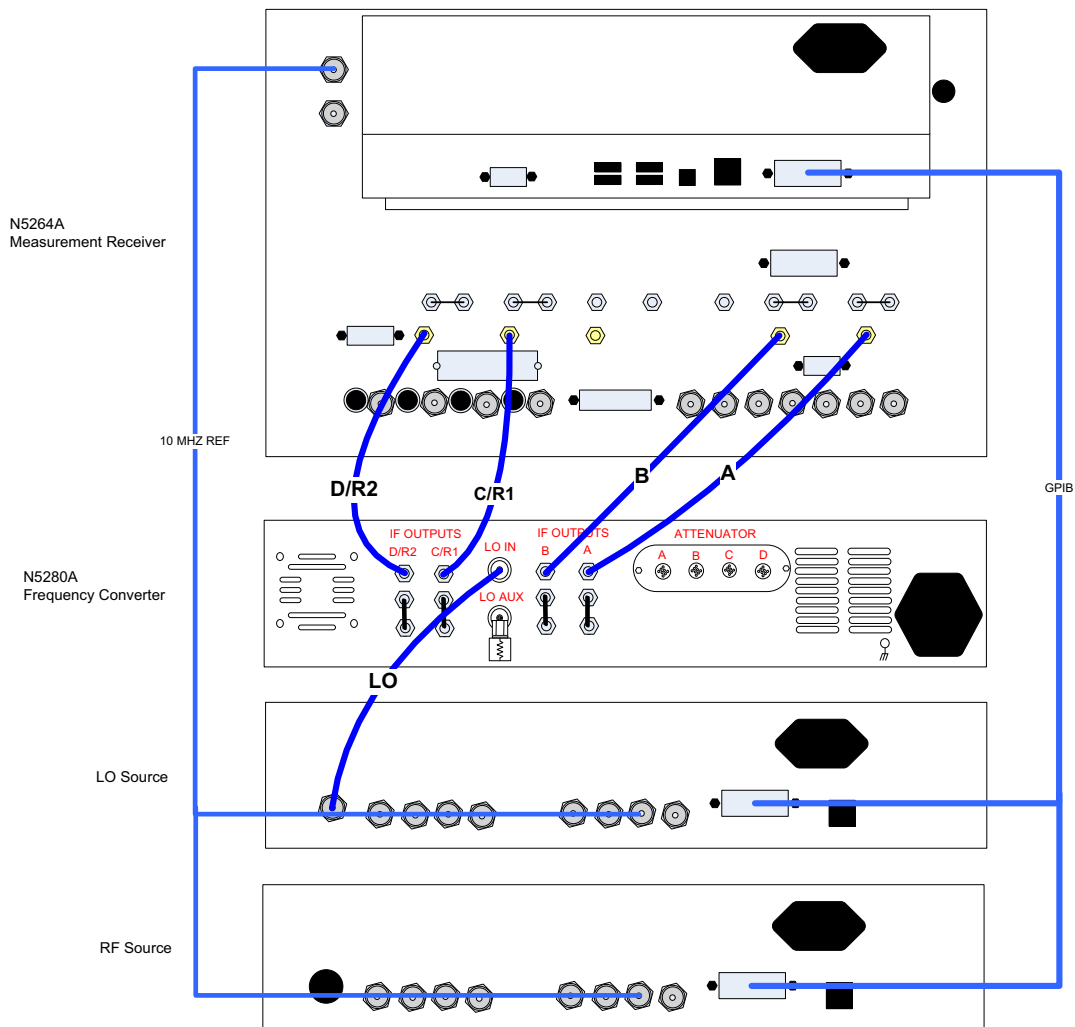 N5264A
Measurement Receiver
10 MHZ REF
GPIB
D/R2
C/R1
B
A
N5280A
Frequency Converter
IF OUTPUTS
D/R2 C/R1
LO IN
LO AUX
IF OUTPUTS
B A
ATTENUATOR
A B C D
LO
LO Source
RF Source